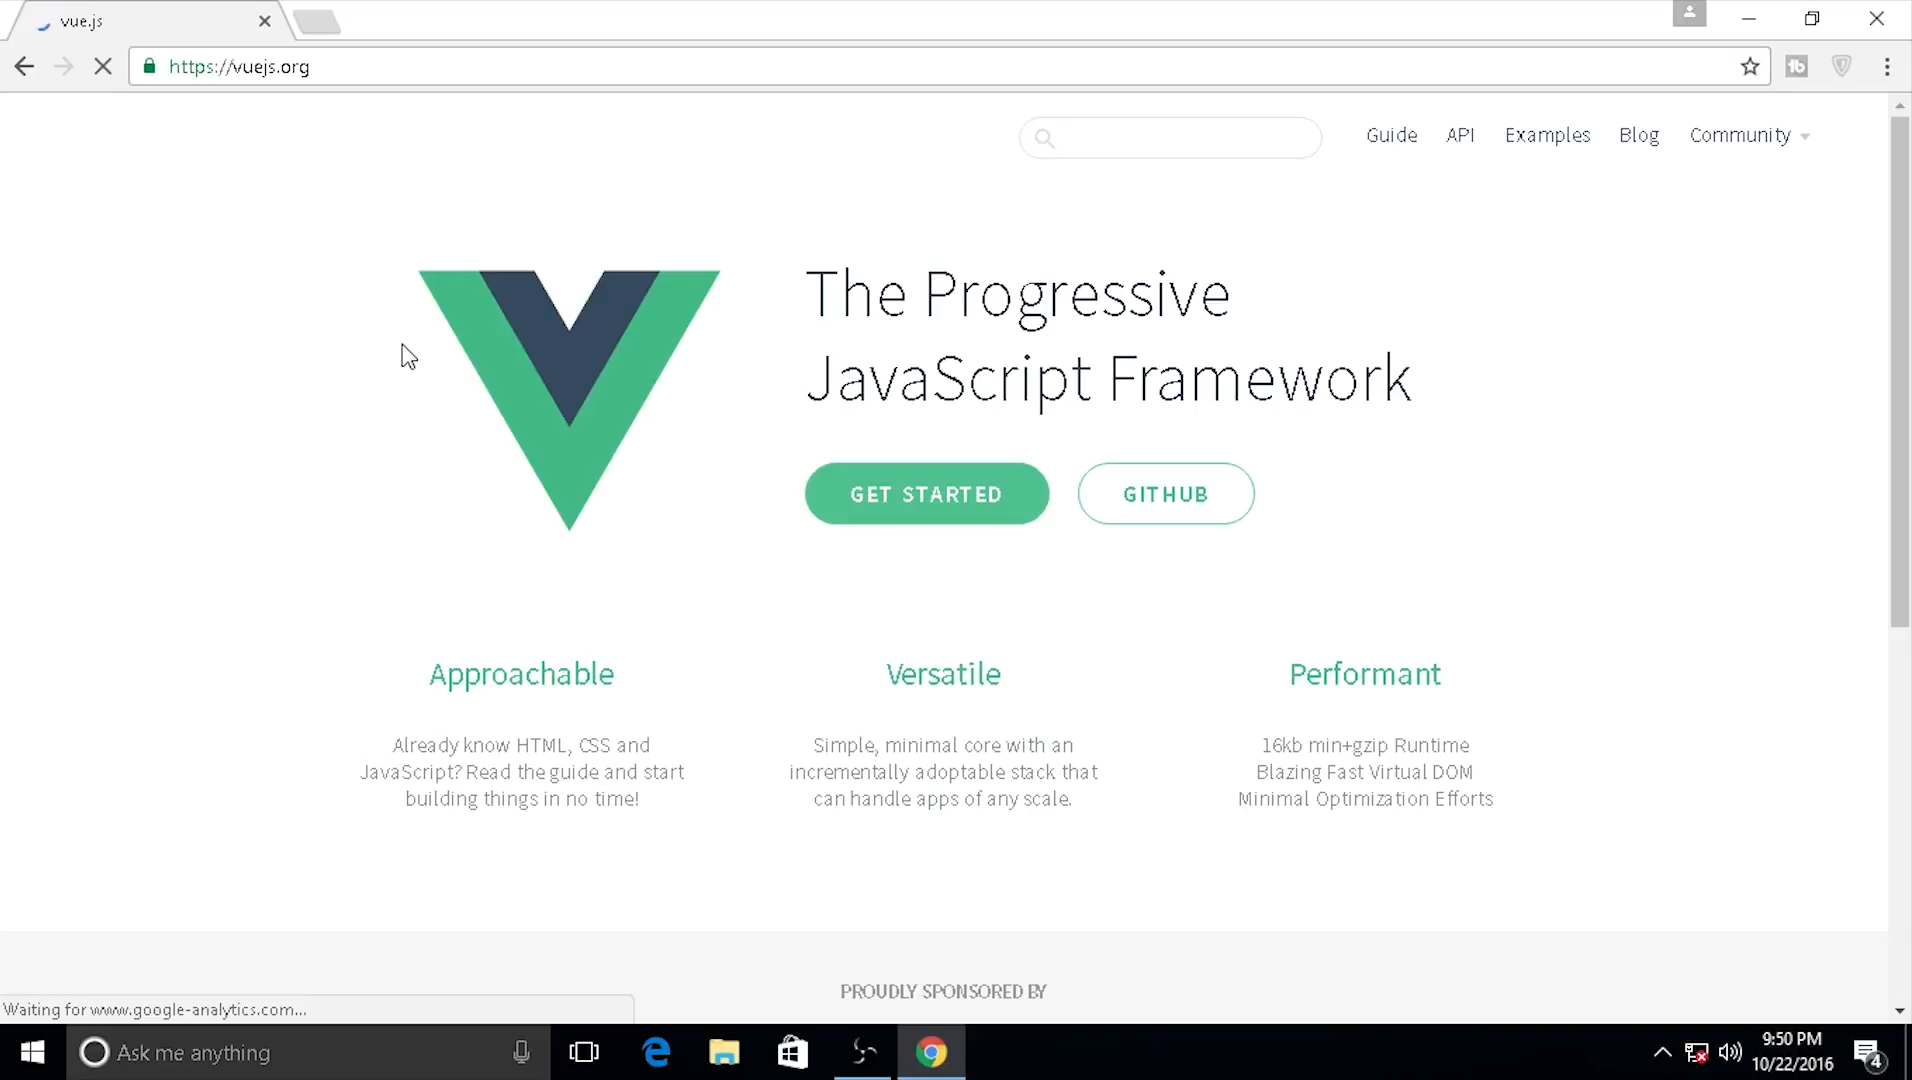 vue.js
https://vuejs.org
Guide API Examples Blog Community
The Progressive
JavaScript Framework
GET STARTED GITHUB
Approachable
Already know HTML, CSS and
JavaScript? Read the guide and start
building things in no time!
Versatile
Simple, minimal core with an
incrementally adoptable stack that
can handle apps of any scale.
Performant
16kb min+gzip Runtime
Blazing Fast Virtual DOM
Minimal Optimization Efforts
PROUDLY SPONSORED BY
Waiting for www.google-analytics.com...
Ask me anything
9:50 PM
10/22/2016
4